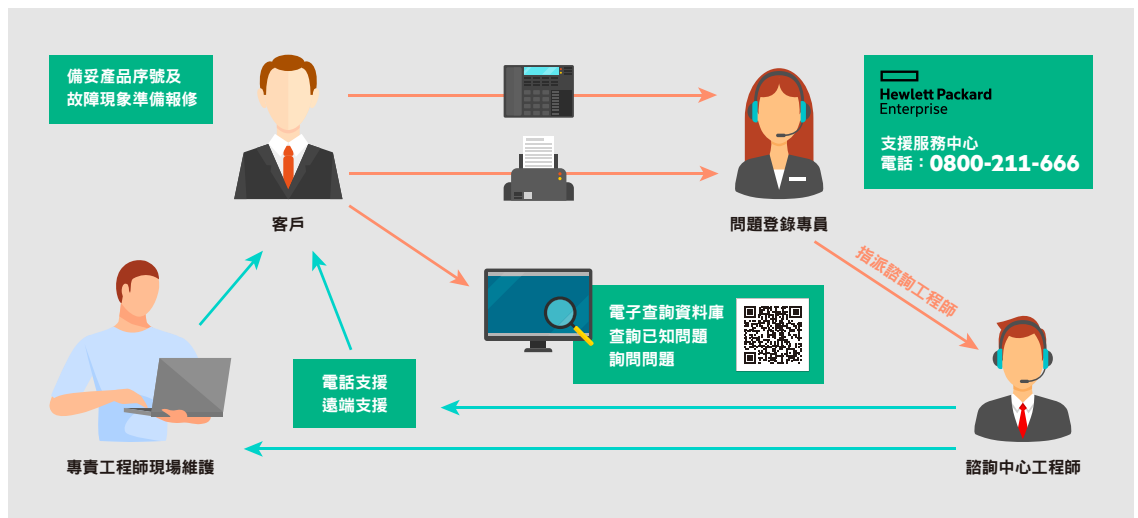 備妥產品序號及
故障現象準備報修
Hewlett Packard
Enterprise
支援服務中心
電話：0800-211-666
客戶
問題登錄專員
指派諮詢工程師
電子查詢資料庫
查詢已知問題
詢問問題
電話支援
遠端支援
專責工程師現場維護
諮詢中心工程師